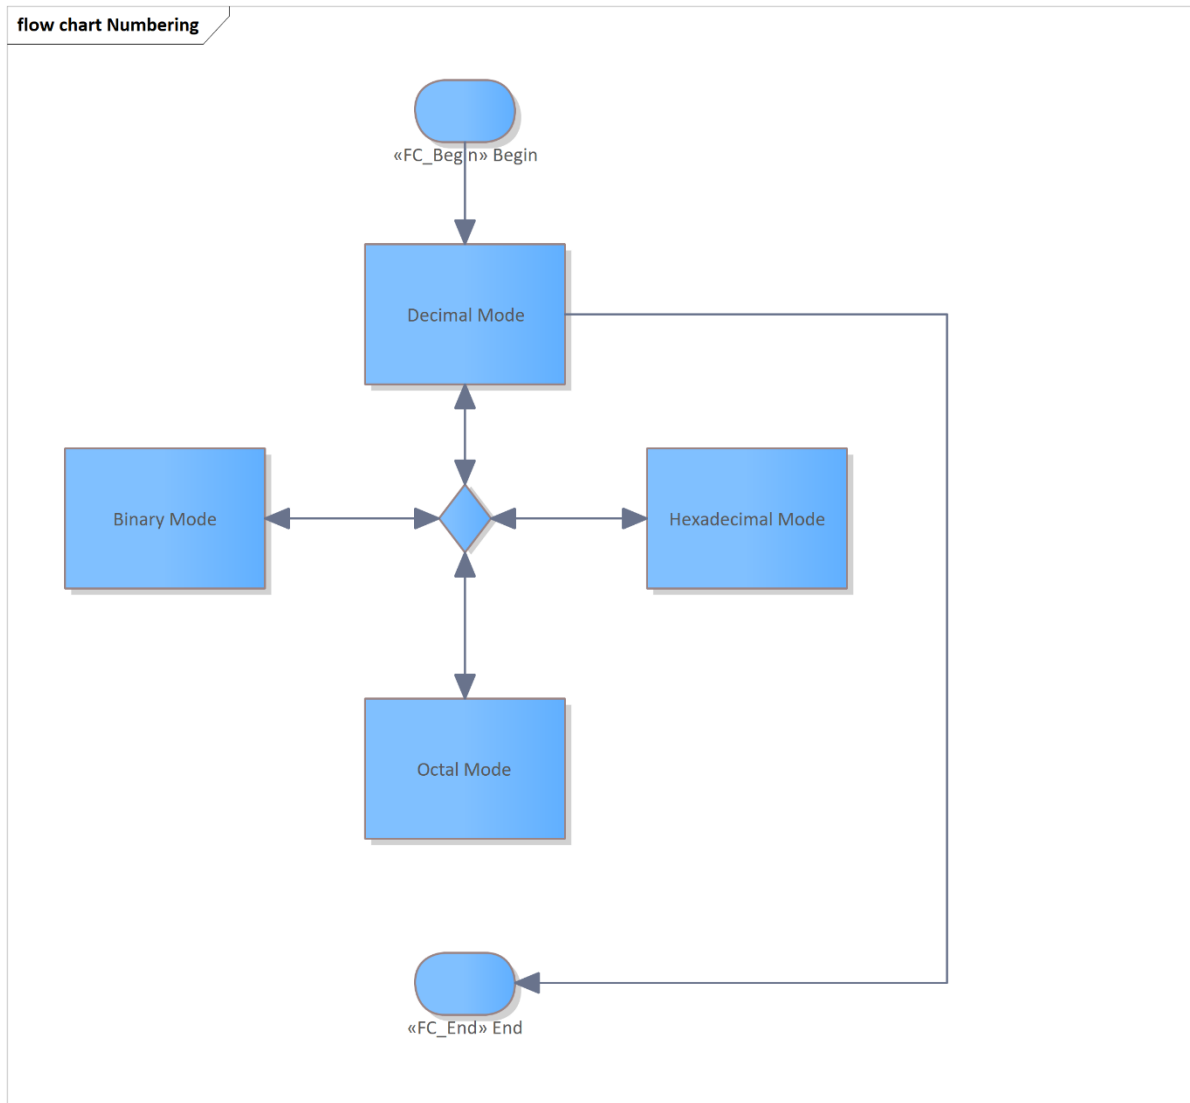 flow chart Numbering
«FC_Begin» Begin
Decimal Mode
Binary Mode
Hexadecimal Mode
Octal Mode
«FC_End» End